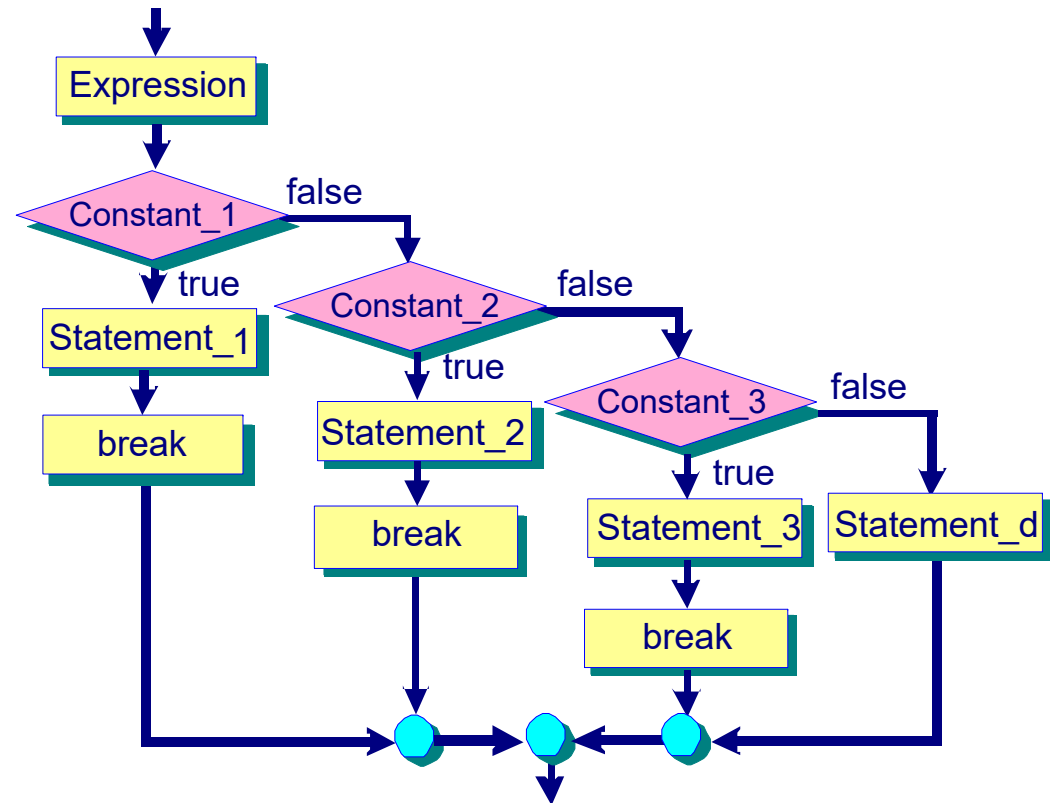 Expression
Constant_1
false
true
Constant_2
false
Statement_1
true
Constant_3
false
break
Statement_2
true
break
Statement_3
Statement_d
break